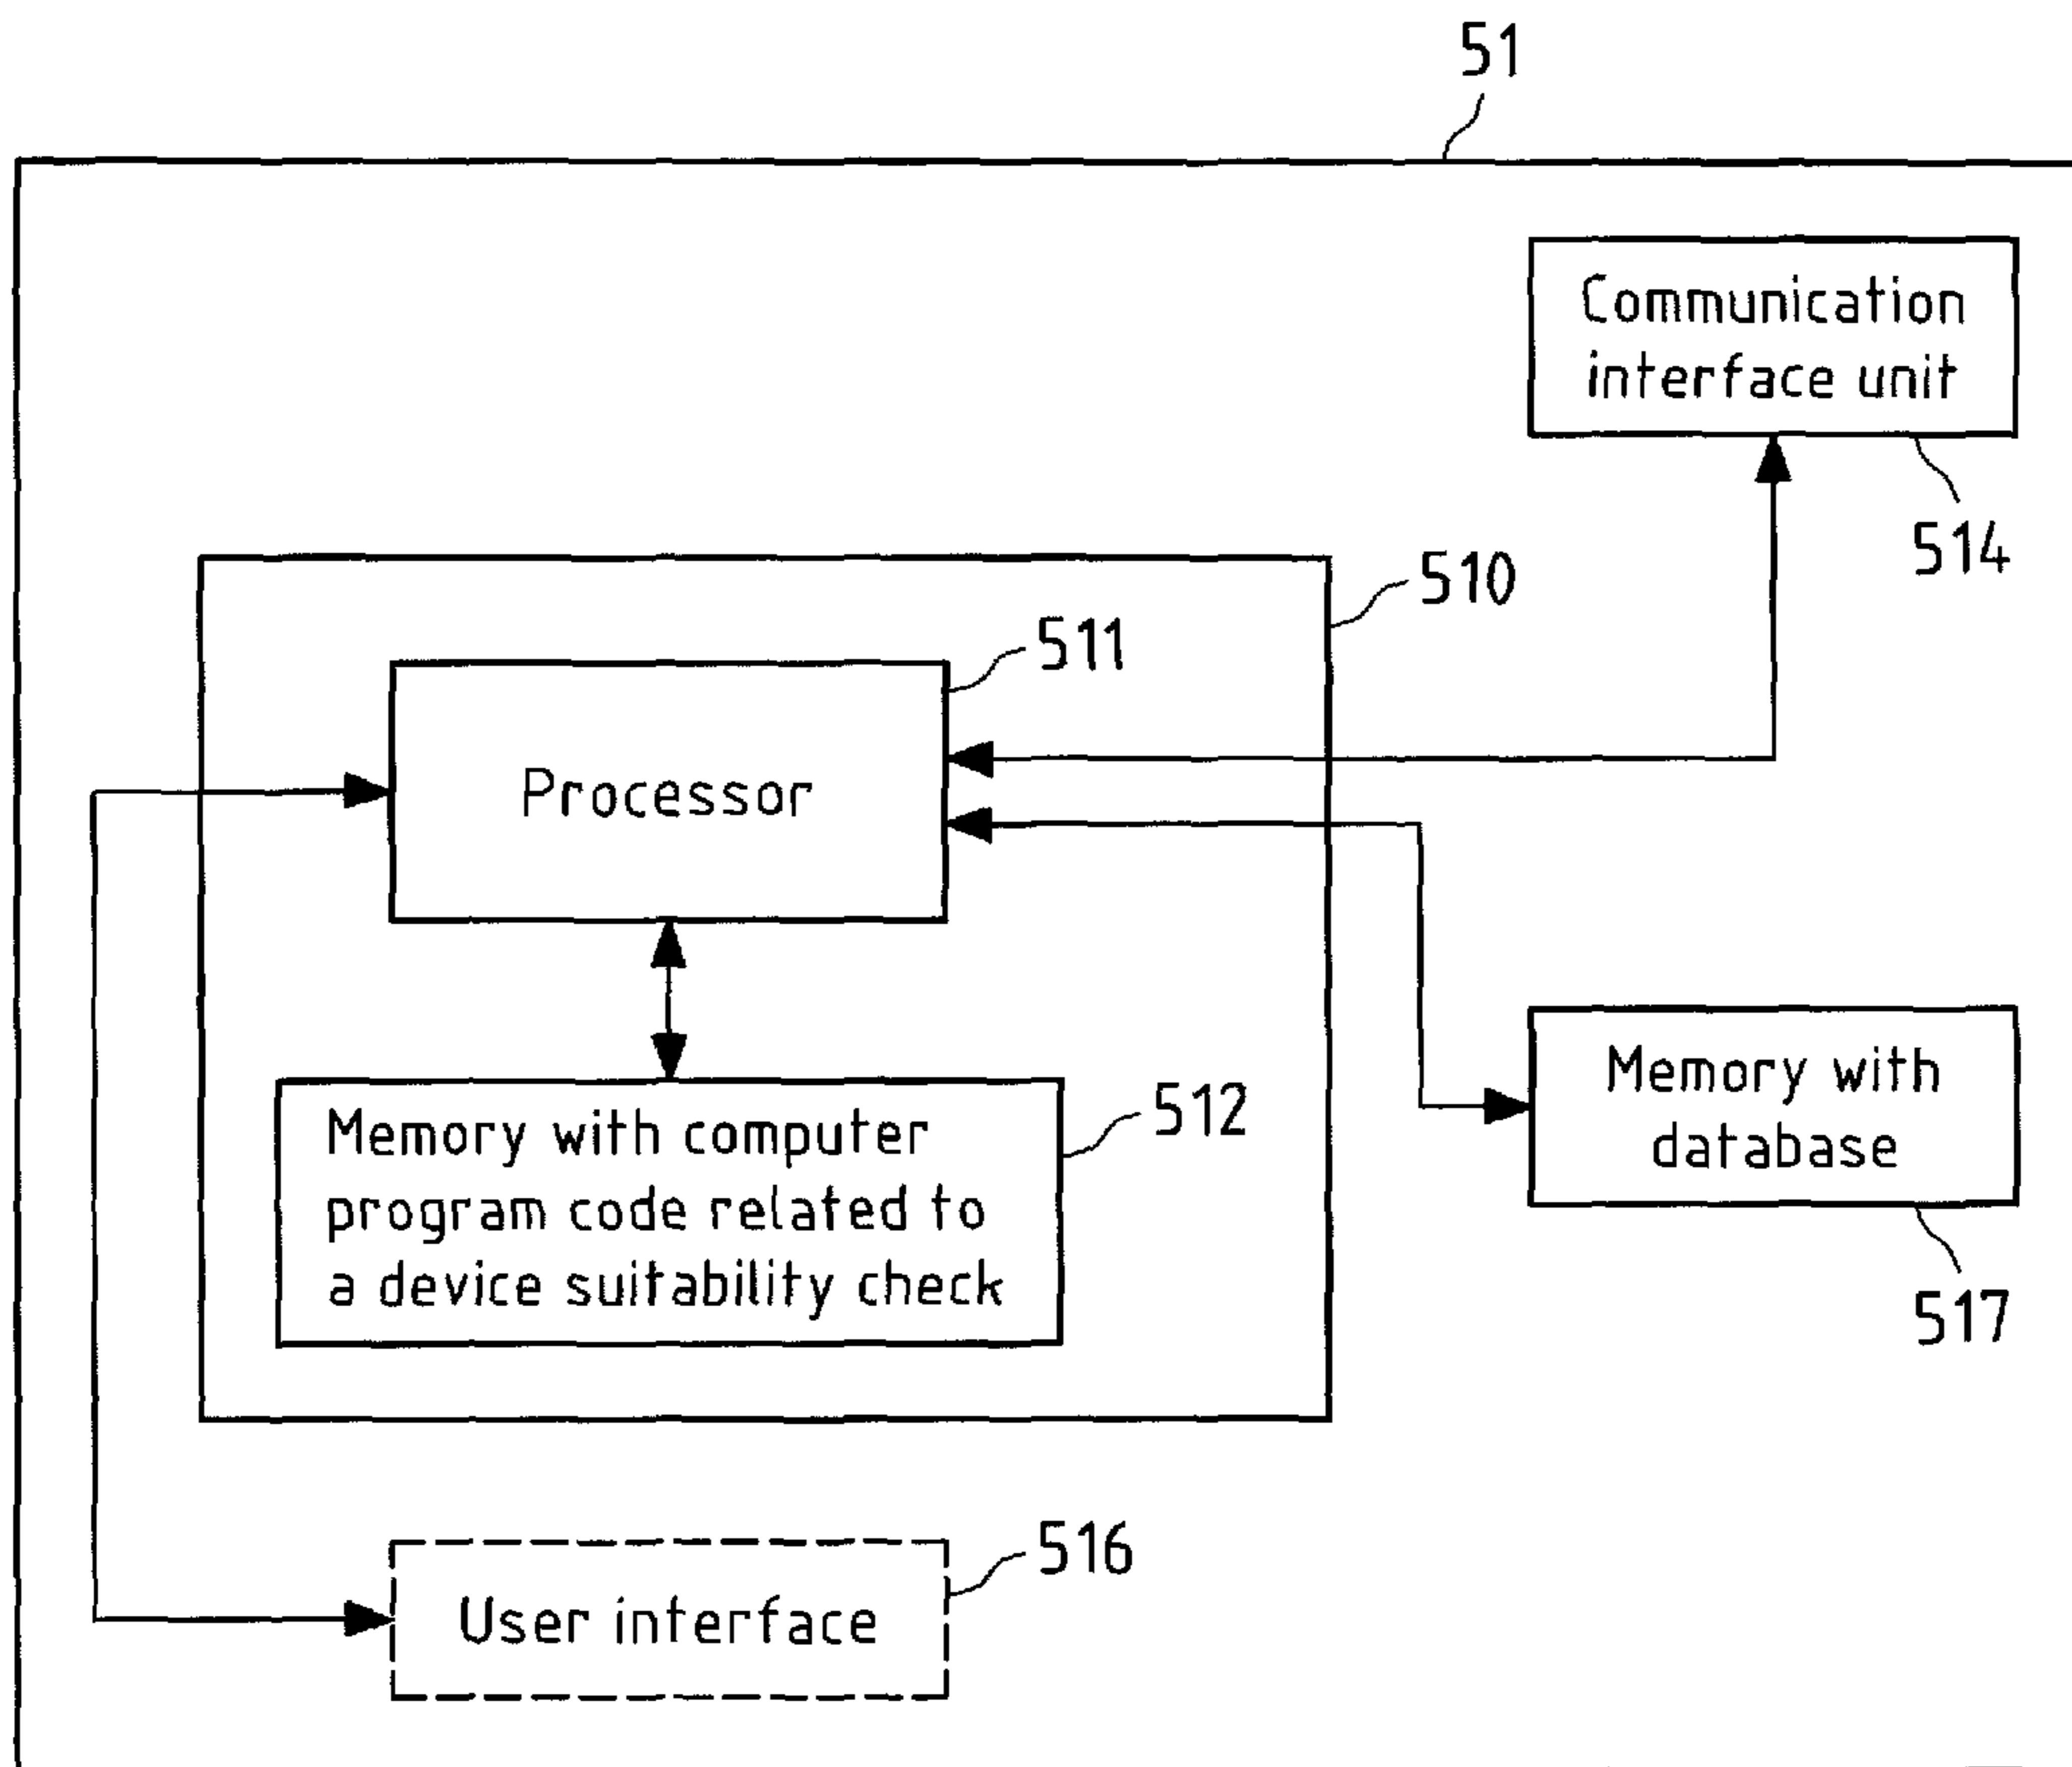 51
Communication
interface unit
514
510
511
Processor
512
Memory with computer
program code related to
a device suitability check
Memory with
database
517
516
User interface